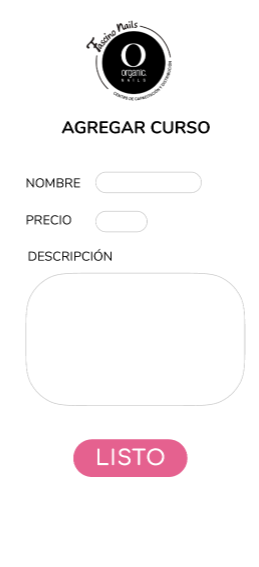 Fascino Nails
O
organic
NAILS
CENTRO DE CAPACITACIÓN Y DISTRIBUCIÓN
AGREGAR CURSO
NOMBRE
PRECIO
DESCRIPCIÓN
LISTO